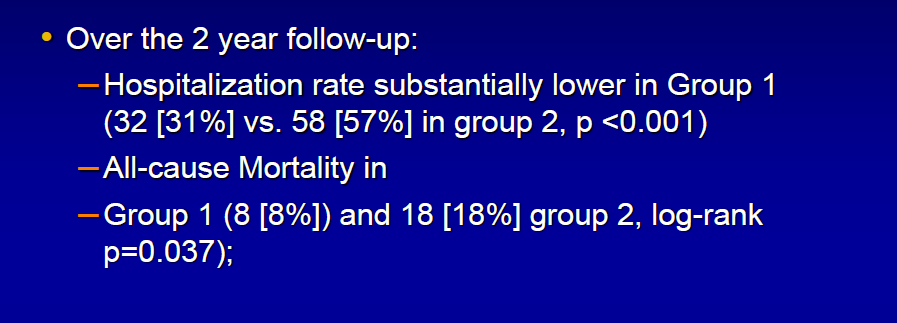 • Over the 2 year follow-up:
–Hospitalization rate substantially lower in Group 1
(32 [31%] vs. 58 [57%] in group 2, p <0.001)
–All-cause Mortality in
–Group 1 (8 [8%]) and 18 [18%] group 2, log-rank
p=0.037);